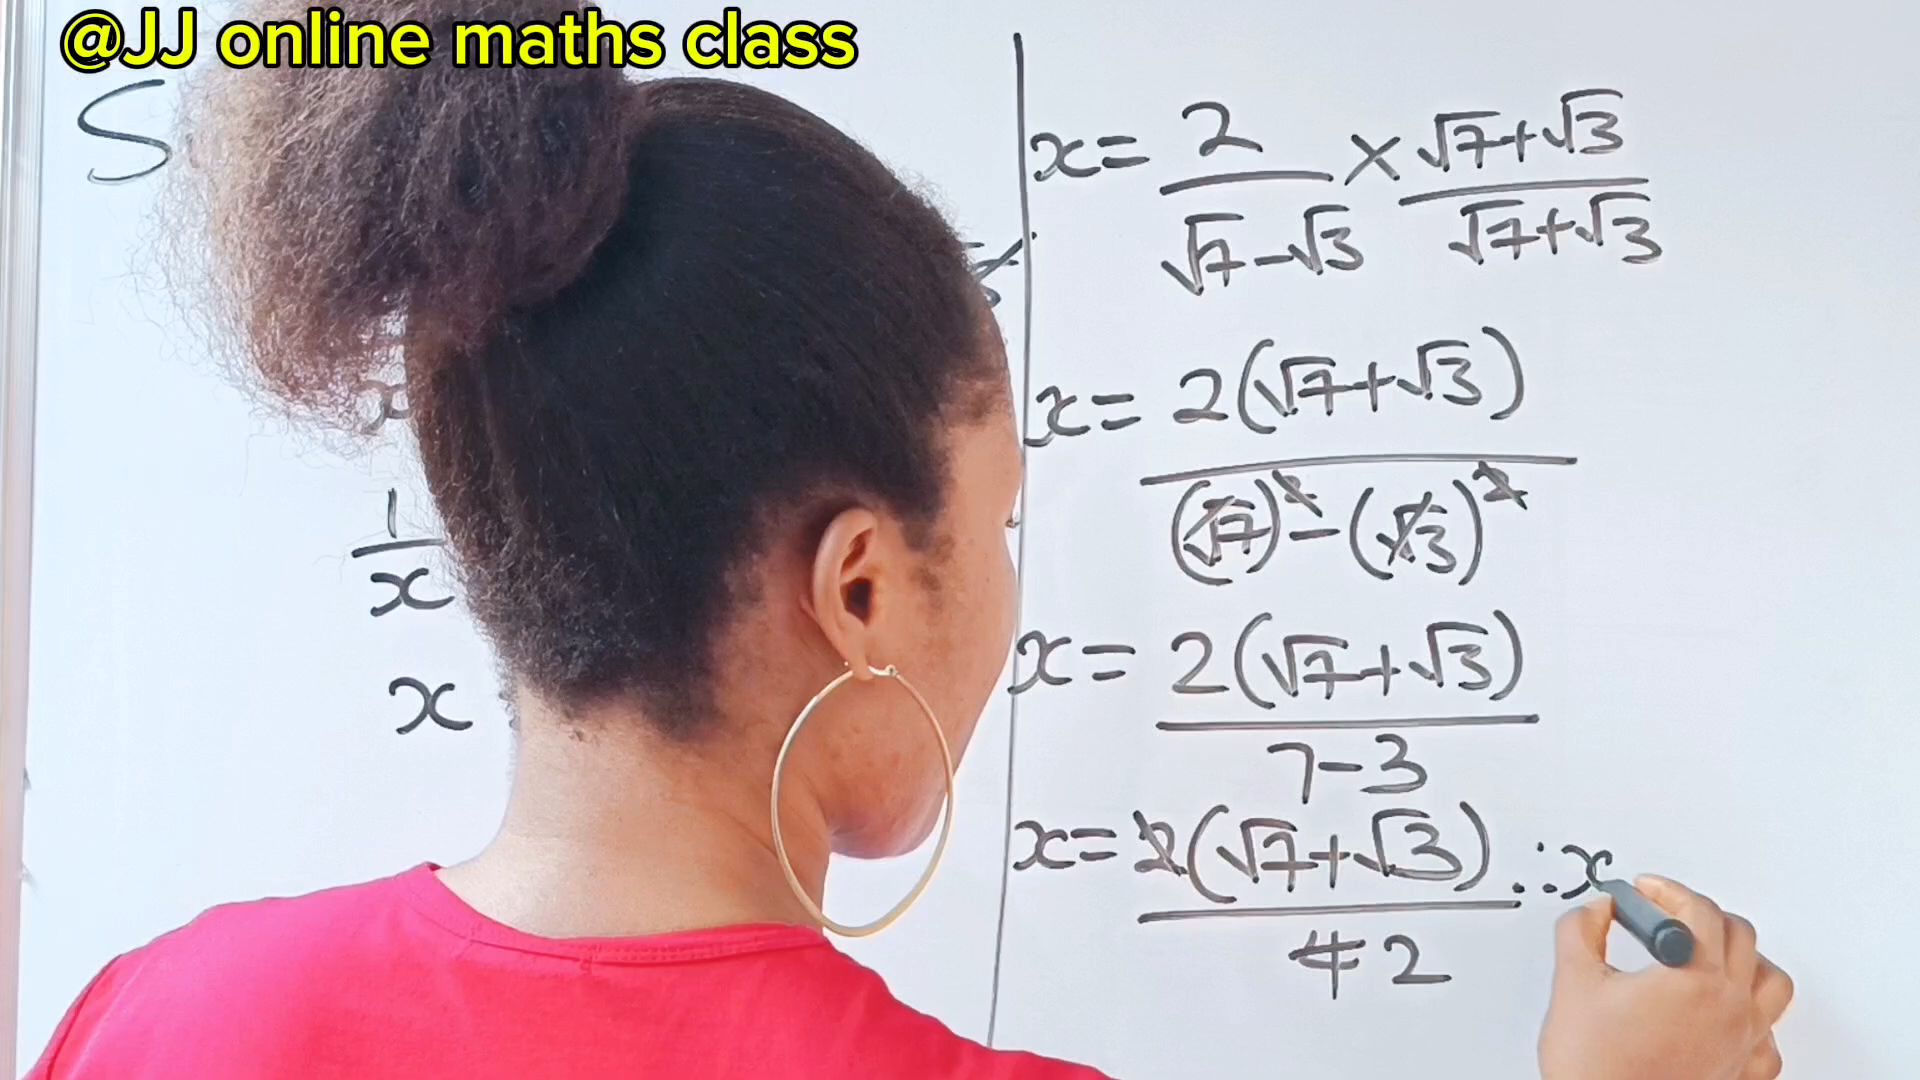 @JJ online maths class
S
x
1/x
x
x = 2/(√7-√3) × (√7+√3)/(√7+√3)
x = 2(√7+√3)/((√7)²-(√3)²)
x = 2(√7+√3)/(7-3)
x = 2(√7+√3)/4 2 ∴ x